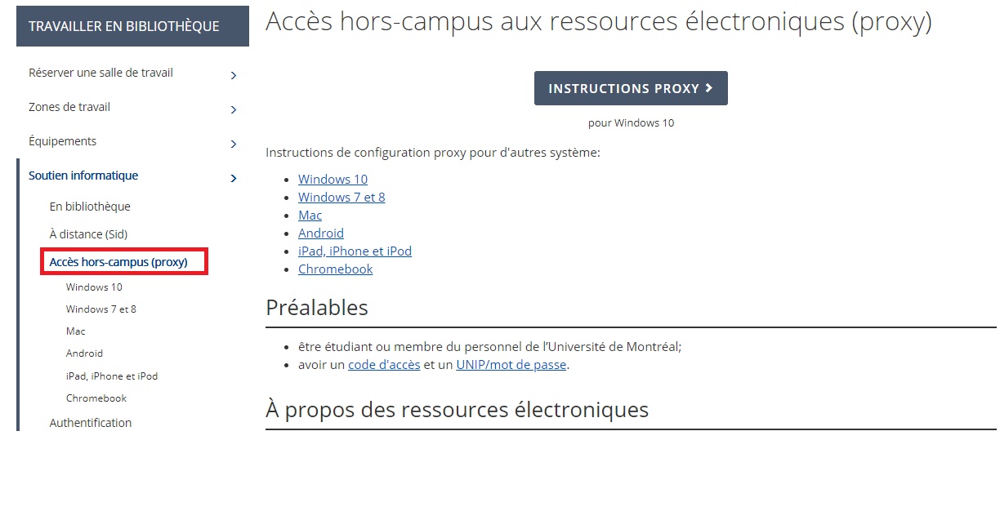 TRAVAILLER EN BIBLIOTHÈQUE
Réserver une salle de travail
Zones de travail
Équipements
Soutien informatique
En bibliothèque
À distance (Sid)
Accès hors-campus (proxy)
Windows 10
Windows 7 et 8
Mac
Android
iPad, iPhone et iPod
Chromebook
Authentification
Accès hors-campus aux ressources électroniques (proxy)
INSTRUCTIONS PROXY
pour Windows 10
Instructions de configuration proxy pour d'autres système:
Windows 10
Windows 7 et 8
Mac
Android
iPad, iPhone et iPod
Chromebook
Préalables
être étudiant ou membre du personnel de l’Université de Montréal;
avoir un code d'accès et un UNIP/mot de passe.
À propos des ressources électroniques